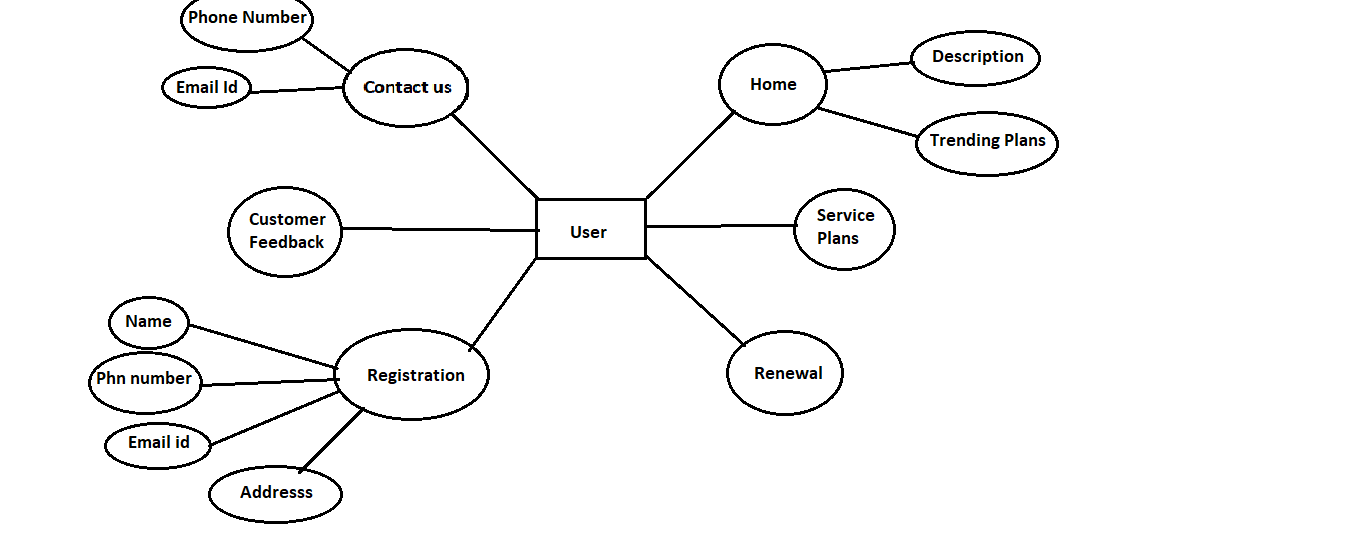 Phone Number
Email Id
Contact us
Home
Description
Trending Plans
Customer
Feedback
User
Service
Plans
Name
Phn number
Email id
Addresss
Registration
Renewal